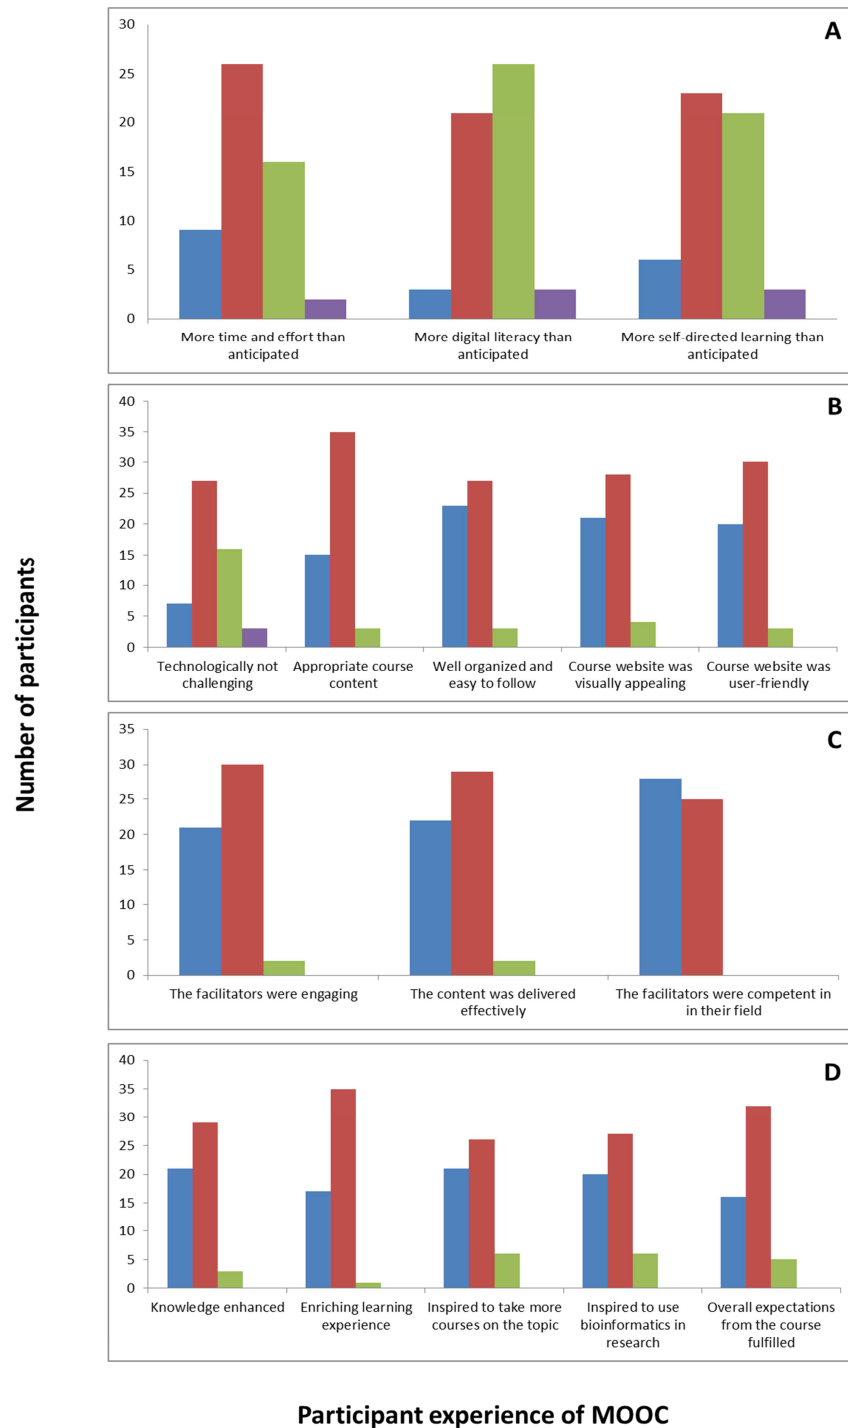 A
30
25
20
15
10
5
0
More time and effort than
anticipated
More digital literacy than
anticipated
More self-directed learning than
anticipated
B
40
35
30
25
20
15
10
5
0
Technologically not
challenging
Appropriate course
content
Well organized and
easy to follow
Course website was
visually appealing
Course website was
user-friendly
Number of participants
C
35
30
25
20
15
10
5
0
The facilitators were engaging
The content was delivered
effectively
The facilitators were competent in
in their field
D
40
35
30
25
20
15
10
5
0
Knowledge enhanced
Enriching learning
experience
Inspired to take more
courses on the topic
Inspired to use
bioinformatics in
research
Overall expectations
from the course
fulfilled
Participant experience of MOOC